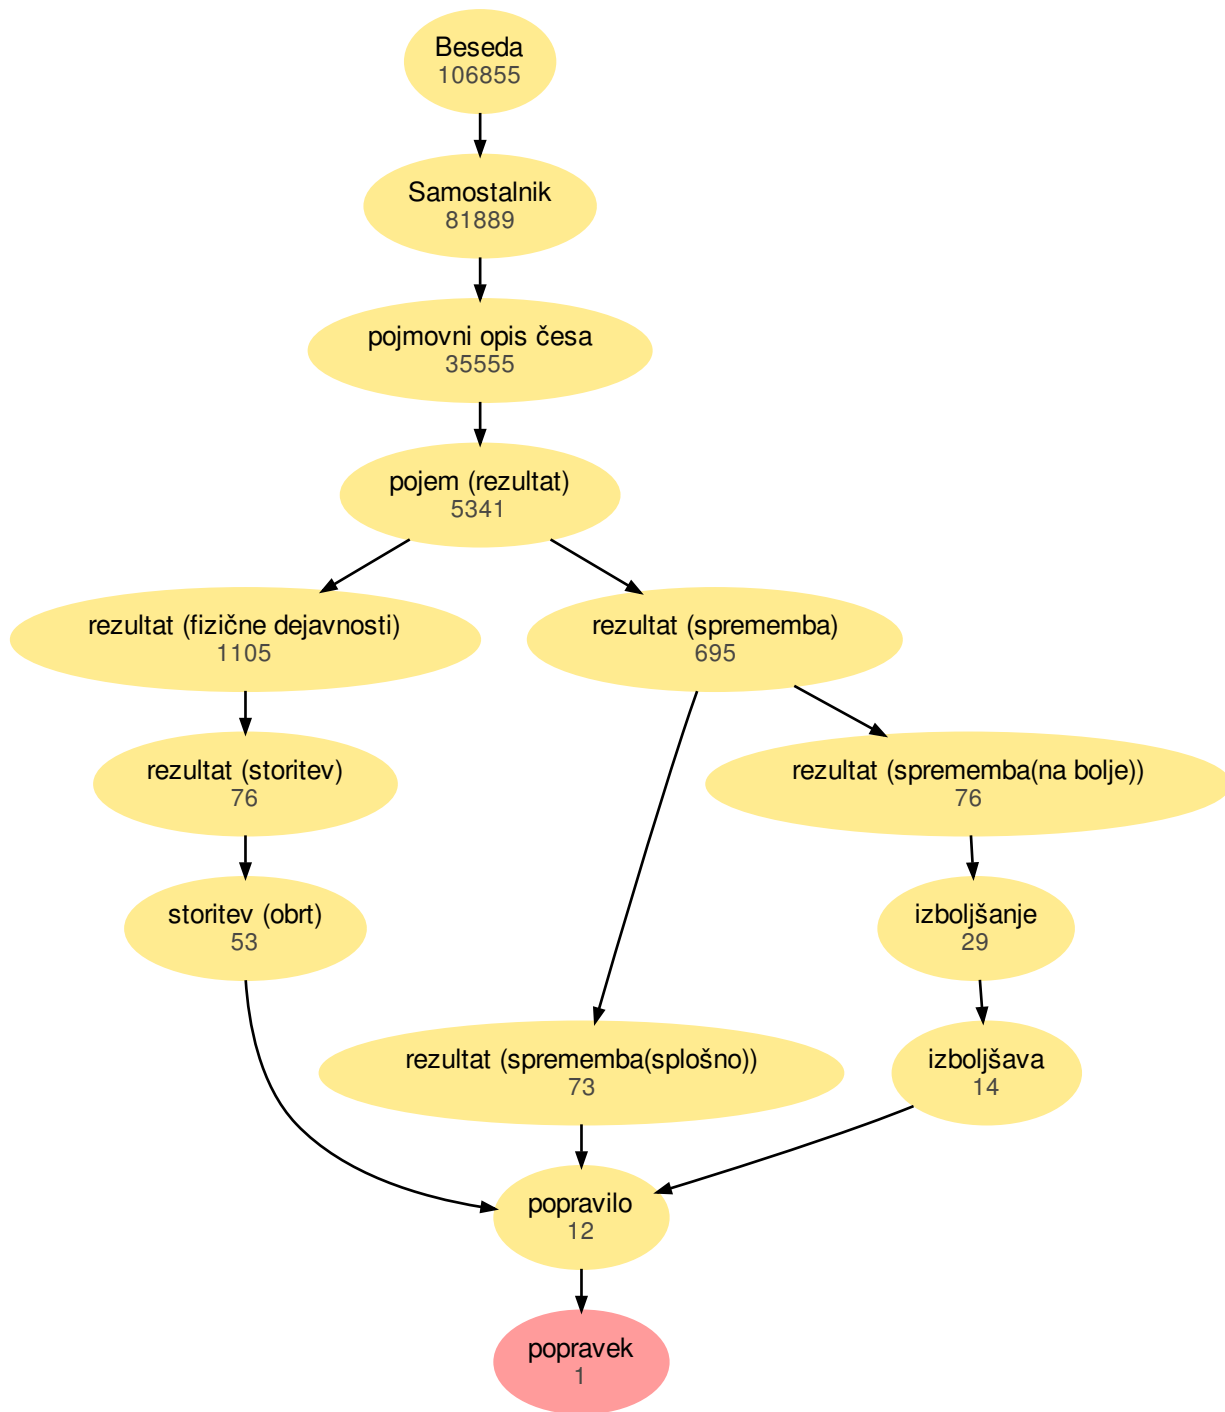 Beseda
106855
Samostalnik
81889
pojmovni opis česa
35555
pojem (rezultat)
5341
rezultat (fizične dejavnosti)
1105
rezultat (sprememba)
695
rezultat (storitev)
76
rezultat (sprememba(na bolje))
76
storitev (obrt)
53
izboljšanje
29
rezultat (sprememba(splošno))
73
izboljšava
14
popravilo
12
popravek
1